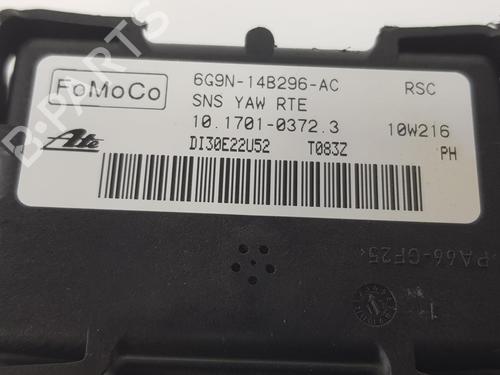 B-PARTS
FoMoCo
6G9N-14B296-AC RSC
SNS YAW RTE
10.1701-0372.3 10W216
Ate DI30E22U52 T083Z PH
>PA66-GF25<
1